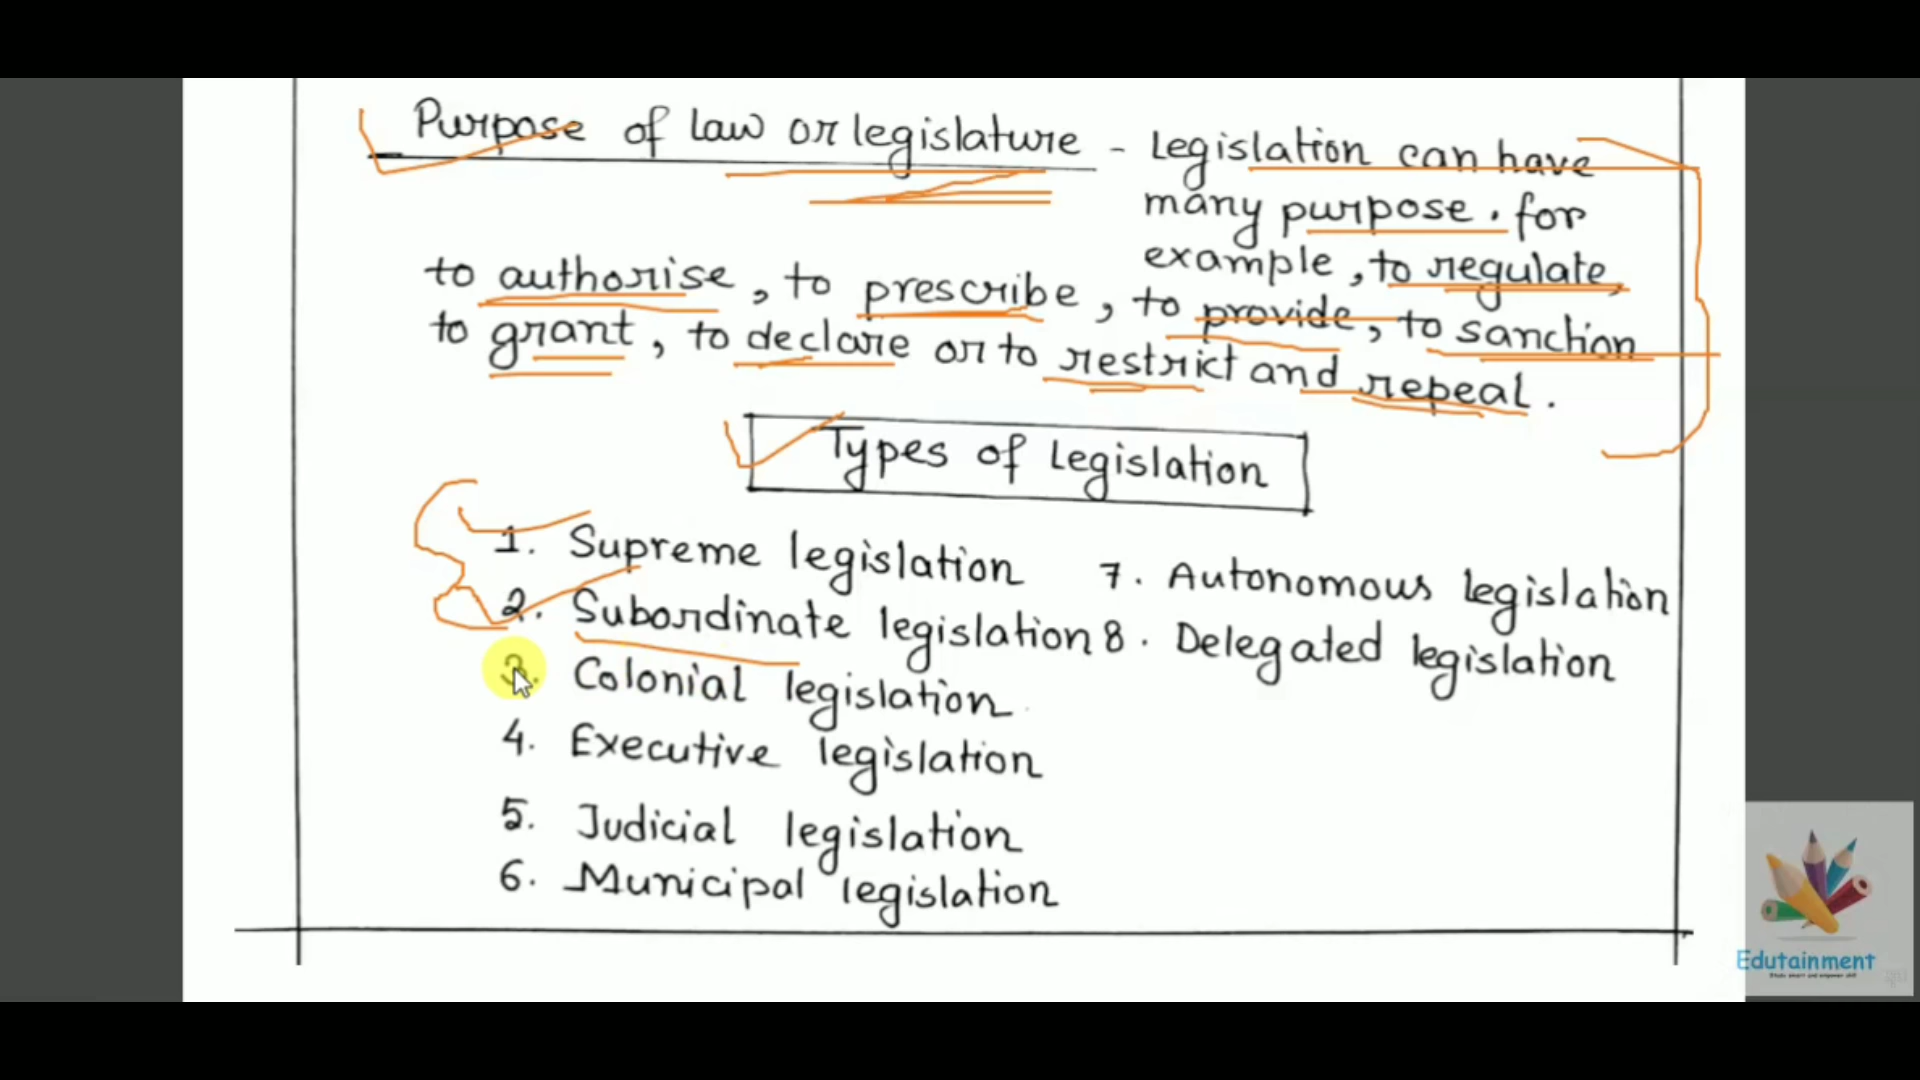 Purpose of law or legislature - Legislation can have
many purpose. for
example, to regulate,
to authorise, to prescribe, to provide, to sanction
to grant, to declare or to restrict and repeal.
Types of Legislation
1. Supreme legislation
2. Subordinate legislation
3. Colonial legislation
4. Executive legislation
5. Judicial legislation
6. Municipal legislation
7. Autonomous legislation
8. Delegated legislation
Edutainment